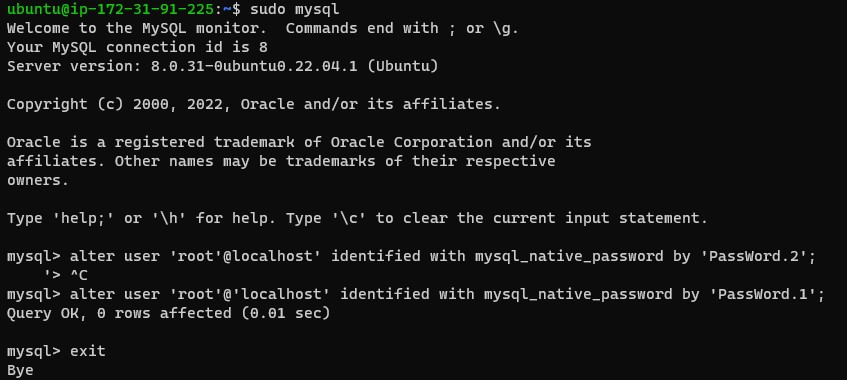 ubuntu@ip-172-31-91-225:~$ sudo mysql
Welcome to the MySQL monitor.  Commands end with ; or \g.
Your MySQL connection id is 8
Server version: 8.0.31-0ubuntu0.22.04.1 (Ubuntu)

Copyright (c) 2000, 2022, Oracle and/or its affiliates.

Oracle is a registered trademark of Oracle Corporation and/or its
affiliates. Other names may be trademarks of their respective
owners.

Type 'help;' or '\h' for help. Type '\c' to clear the current input statement.

mysql> alter user 'root'@localhost' identified with mysql_native_password by 'PassWord.2';
    '> ^C
mysql> alter user 'root'@'localhost' identified with mysql_native_password by 'PassWord.1';
Query OK, 0 rows affected (0.01 sec)

mysql> exit
Bye